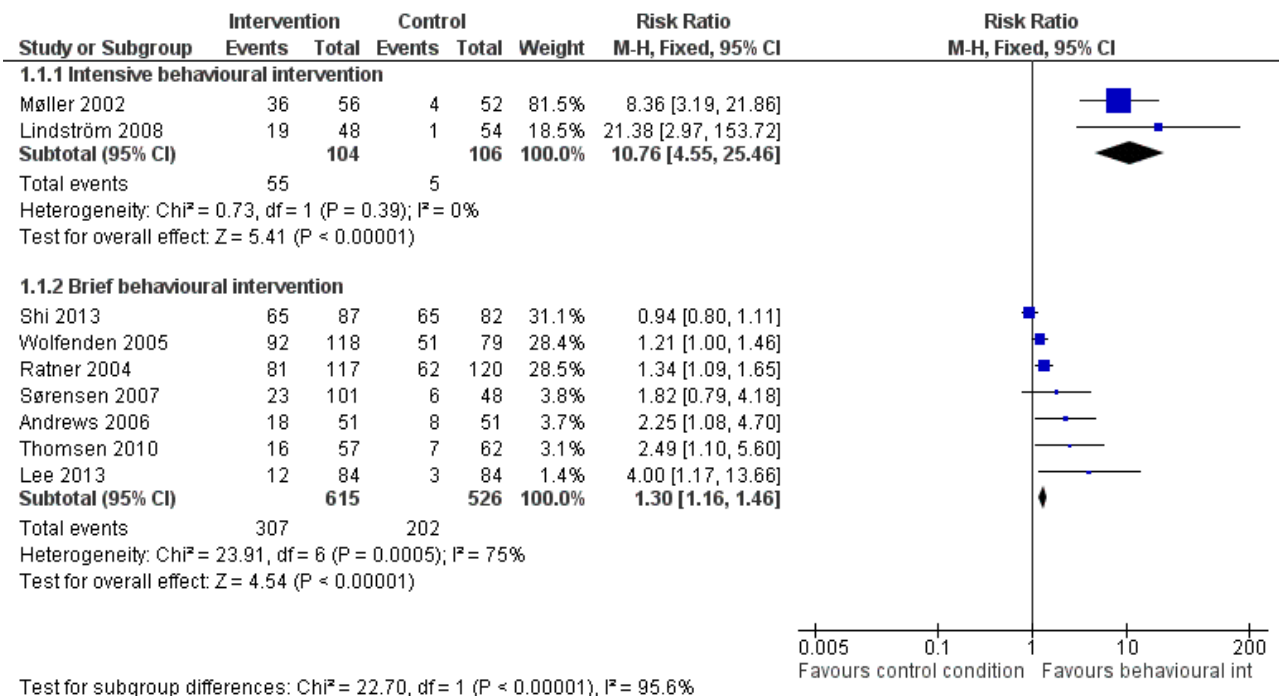 Intervention Control Risk Ratio Risk Ratio
Study or Subgroup Events Total Events Total Weight M-H, Fixed, 95% CI M-H, Fixed, 95% CI
1.1.1 Intensive behavioural intervention
Møller 2002 36 56 4 52 81.5% 8.36 [3.19, 21.86]
Lindström 2008 19 48 1 54 18.5% 21.38 [2.97, 153.72]
Subtotal (95% CI) 104 106 100.0% 10.76 [4.55, 25.46]
Total events 55 5
Heterogeneity: Chi² = 0.73, df = 1 (P = 0.39); I² = 0%
Test for overall effect: Z = 5.41 (P < 0.00001)
1.1.2 Brief behavioural intervention
Shi 2013 65 87 65 82 31.1% 0.94 [0.80, 1.11]
Wolfenden 2005 92 118 51 79 28.4% 1.21 [1.00, 1.46]
Ratner 2004 81 117 62 120 28.5% 1.34 [1.09, 1.65]
Sørensen 2007 23 101 6 48 3.8% 1.82 [0.79, 4.18]
Andrews 2006 18 51 8 51 3.7% 2.25 [1.08, 4.70]
Thomsen 2010 16 57 7 62 3.1% 2.49 [1.10, 5.60]
Lee 2013 12 84 3 84 1.4% 4.00 [1.17, 13.66]
Subtotal (95% CI) 615 526 100.0% 1.30 [1.16, 1.46]
Total events 307 202
Heterogeneity: Chi² = 23.91, df = 6 (P = 0.0005); I² = 75%
Test for overall effect: Z = 4.54 (P < 0.00001)
0.005 0.1 1 10 200
Favours control condition Favours behavioural int
Test for subgroup differences: Chi² = 22.70, df = 1 (P < 0.00001), I² = 95.6%